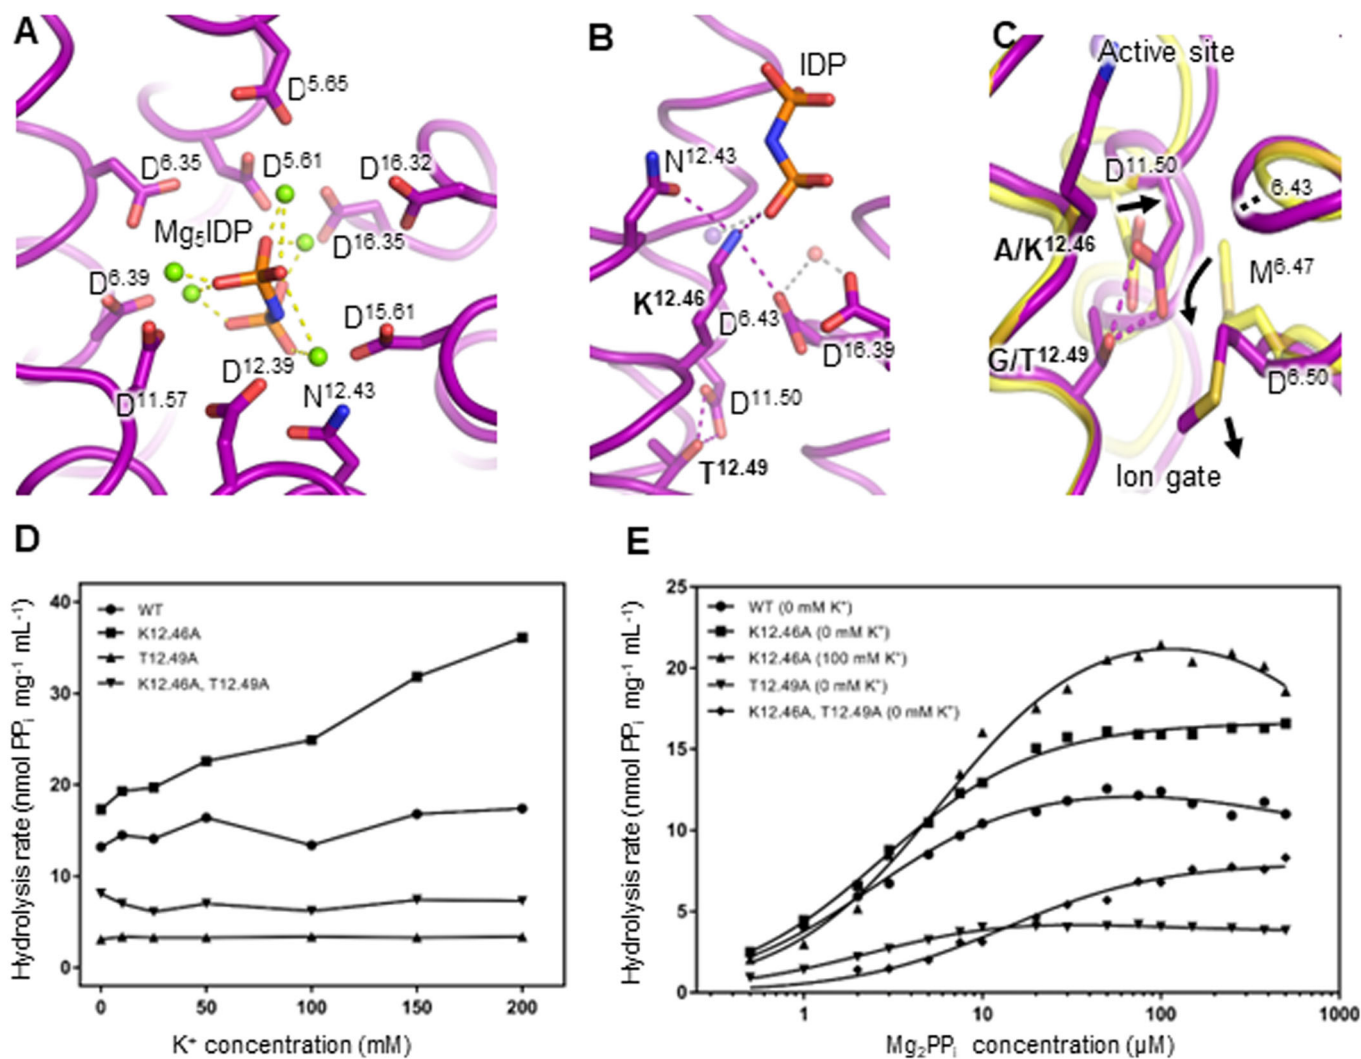 A
D5.65
D6.35
D5.61
D16.32
Mg5IDP
D16.35
D6.39
D15.61
D12.39
D11.57
N12.43
B
IDP
N12.43
K12.46
D6.43
D16.39
D11.50
T12.49
C
Active site
D11.50
6.43
A/K12.46
M6.47
G/T12.49
D6.50
Ion gate
D
Hydrolysis rate (nmol PPi mg-1 mL-1)
40
30
20
10
0
WT
K12.46A
T12.49A
K12.46A, T12.49A
0
50
100
150
200
K+ concentration (mM)
E
Hydrolysis rate (nmol PPi mg-1 mL-1)
25
20
15
10
5
0
WT (0 mM K+)
K12.46A (0 mM K+)
K12.46A (100 mM K+)
T12.49A (0 mM K+)
K12.46A, T12.49A (0 mM K+)
1
10
100
1000
Mg2PPi concentration (µM)